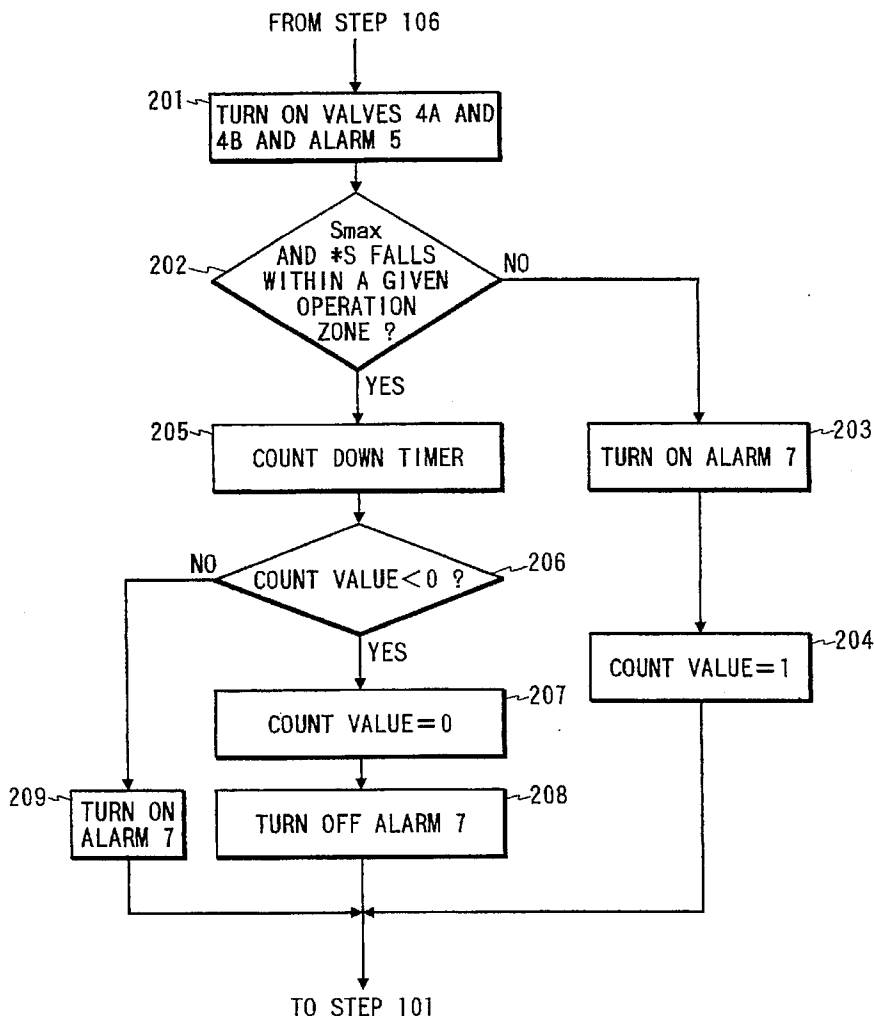 FROM STEP 106
201
TURN ON VALVES 4A AND
4B AND ALARM 5
202
Smax
AND *S FALLS
WITHIN A GIVEN
OPERATION
ZONE ?
NO
YES
205
COUNT DOWN TIMER
203
TURN ON ALARM 7
206
COUNT VALUE<0 ?
NO
YES
204
COUNT VALUE=1
207
COUNT VALUE=0
209
TURN ON
ALARM 7
208
TURN OFF ALARM 7
TO STEP 101